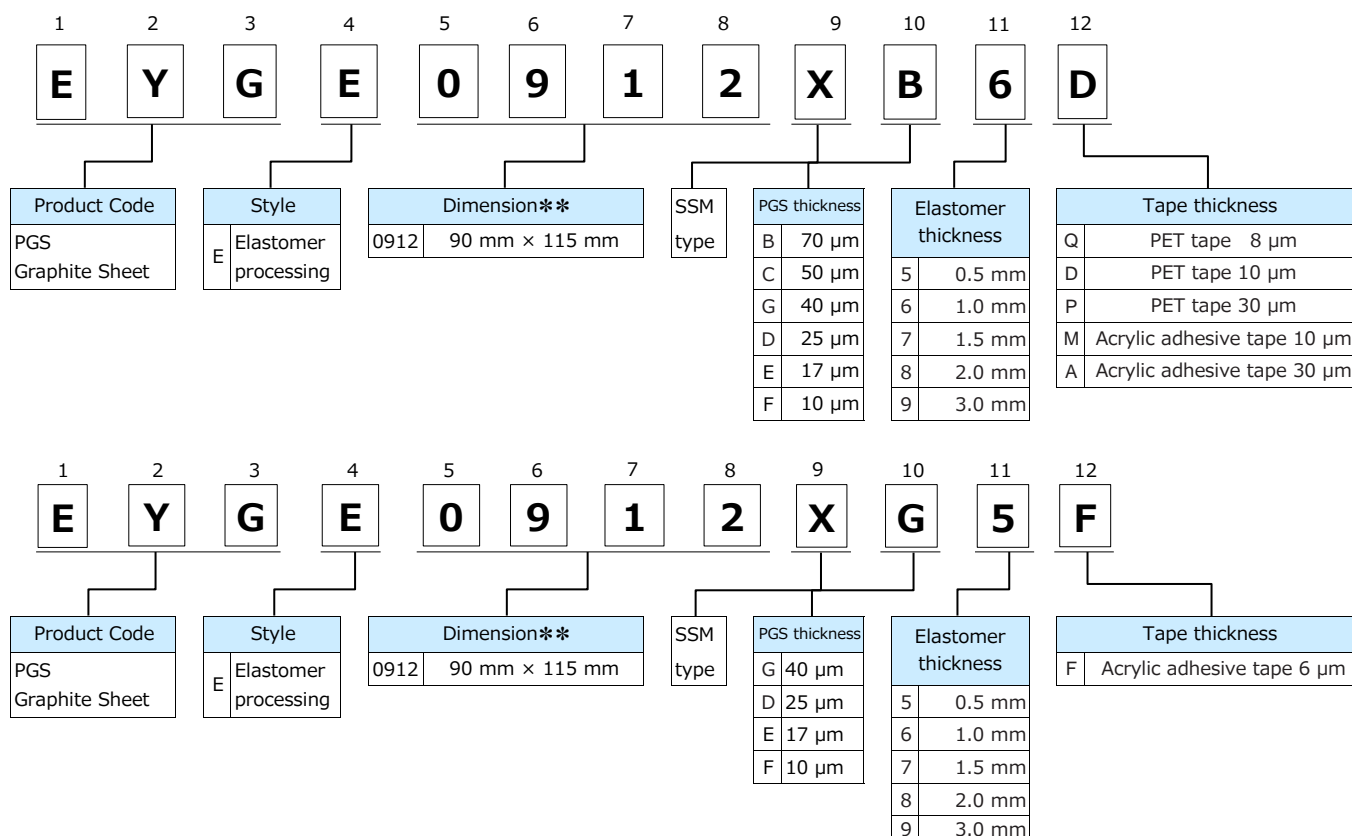 1 2 3 4 5 6 7 8 9 10 11 12
E Y G E 0 9 1 2 X B 6 D
Product Code
PGS
Graphite Sheet
Style
E Elastomer
processing
Dimension**
0912 90 mm × 115 mm
SSM
type
PGS thickness
B 70 µm
C 50 µm
G 40 µm
D 25 µm
E 17 µm
F 10 µm
Elastomer
thickness
5 0.5 mm
6 1.0 mm
7 1.5 mm
8 2.0 mm
9 3.0 mm
Tape thickness
Q PET tape 8 µm
D PET tape 10 µm
P PET tape 30 µm
M Acrylic adhesive tape 10 µm
A Acrylic adhesive tape 30 µm
1 2 3 4 5 6 7 8 9 10 11 12
E Y G E 0 9 1 2 X G 5 F
Product Code
PGS
Graphite Sheet
Style
E Elastomer
processing
Dimension**
0912 90 mm × 115 mm
SSM
type
PGS thickness
G 40 µm
D 25 µm
E 17 µm
F 10 µm
Elastomer
thickness
5 0.5 mm
6 1.0 mm
7 1.5 mm
8 2.0 mm
9 3.0 mm
Tape thickness
F Acrylic adhesive tape 6 µm